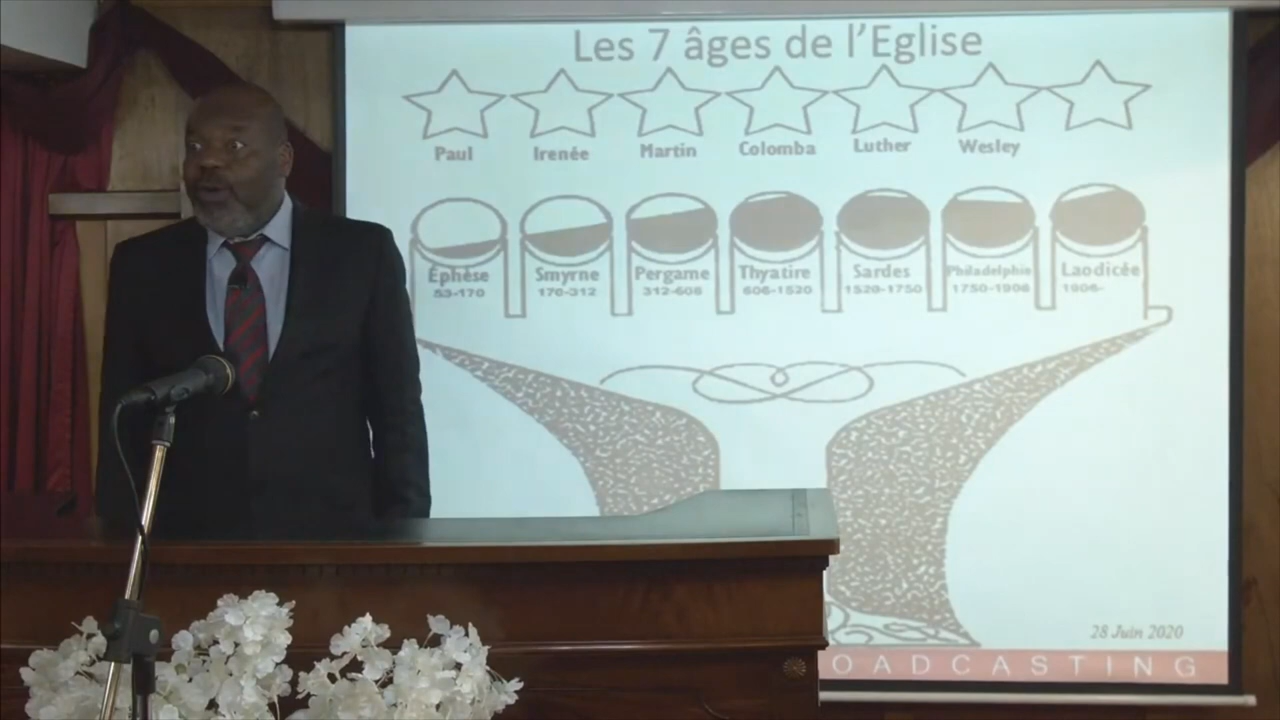 Les 7 âges de l'Eglise
Paul Irenée Martin Colomba Luther Wesley
Éphèse Smyrne Pergame Thyatire Sardes Philadelphie Laodicée
53-170 170-312 312-606 606-1520 1520-1750 1750-1906 1906-
28 Juin 2020
OADCASTING